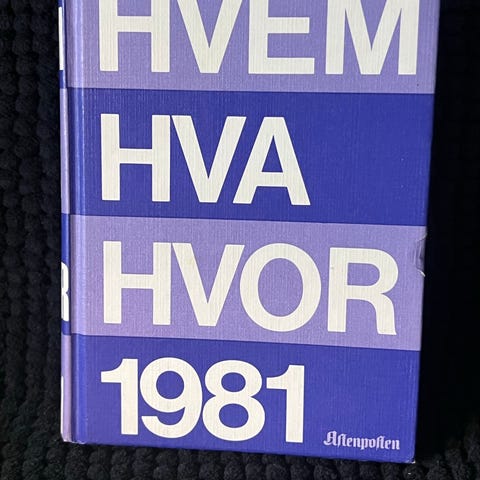 HVEM
HVA
HVOR
1981
Aftenposten
R